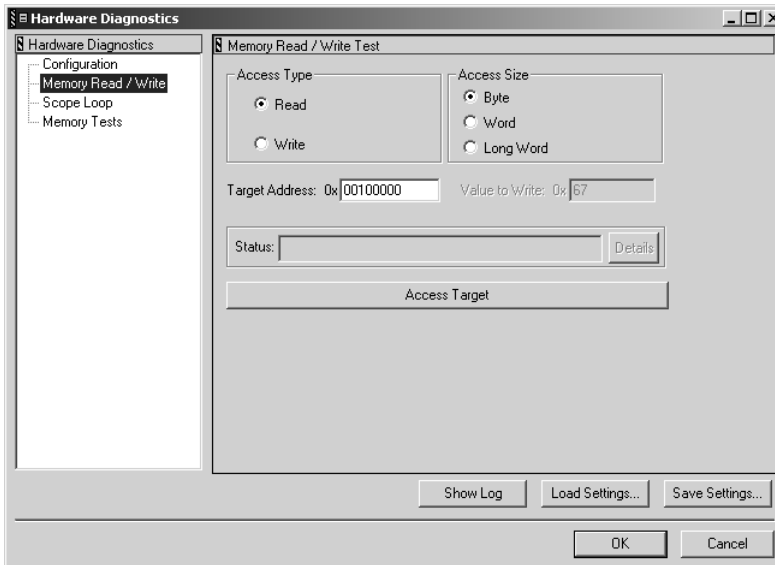 Hardware Diagnostics
Hardware Diagnostics
Configuration
Memory Read / Write
Scope Loop
Memory Tests
Memory Read / Write Test
Access Type
Read
Write
Access Size
Byte
Word
Long Word
Target Address: 0x 00100000
Value to Write: 0x 67
Status:
Details
Access Target
Show Log
Load Settings...
Save Settings...
OK
Cancel